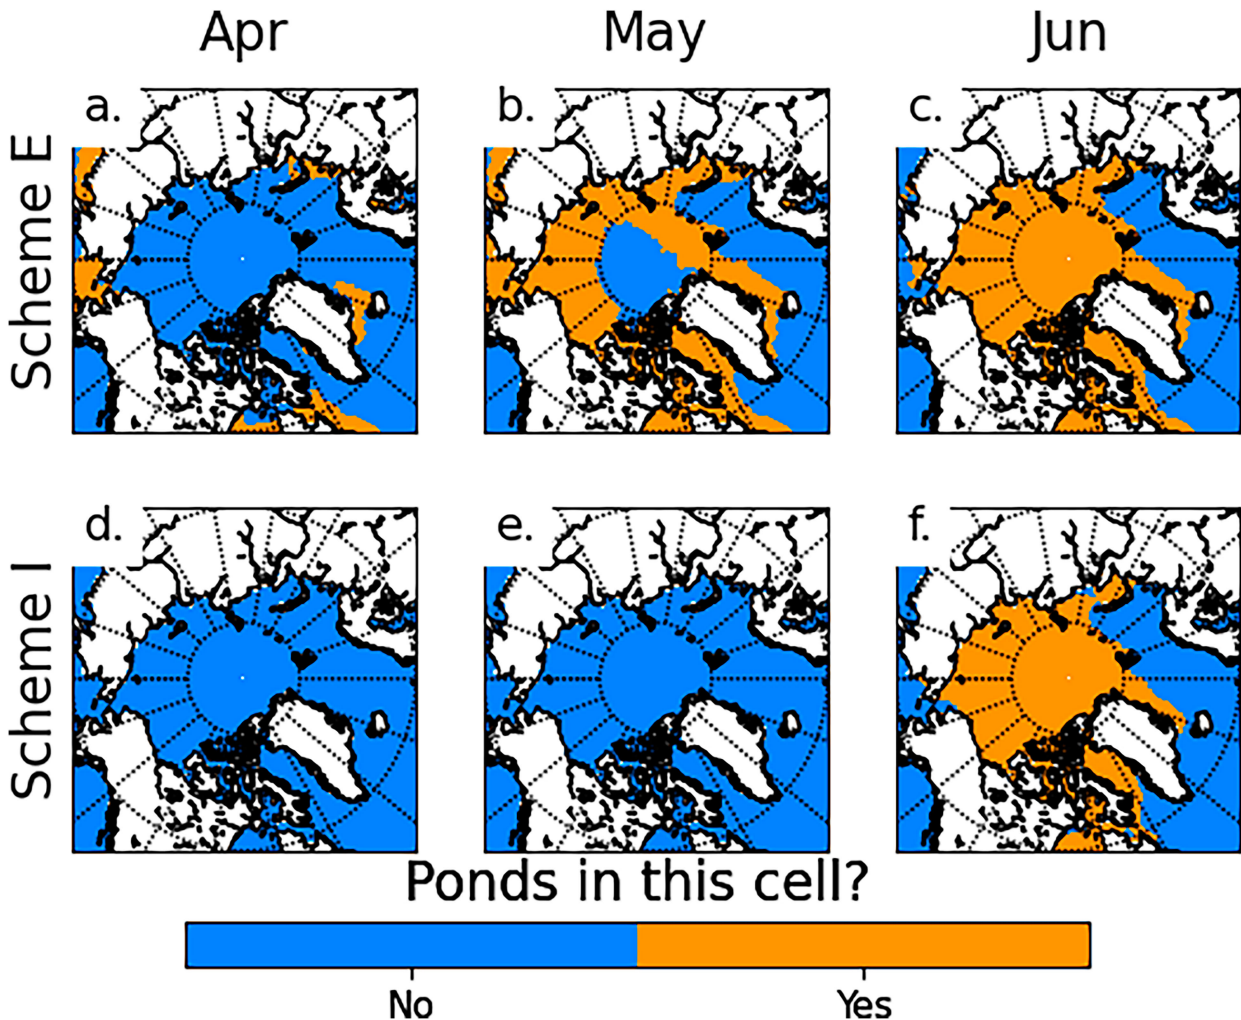 Apr May Jun
Scheme E
a. b. c.
Scheme I
d. e. f.
Ponds in this cell?
No Yes